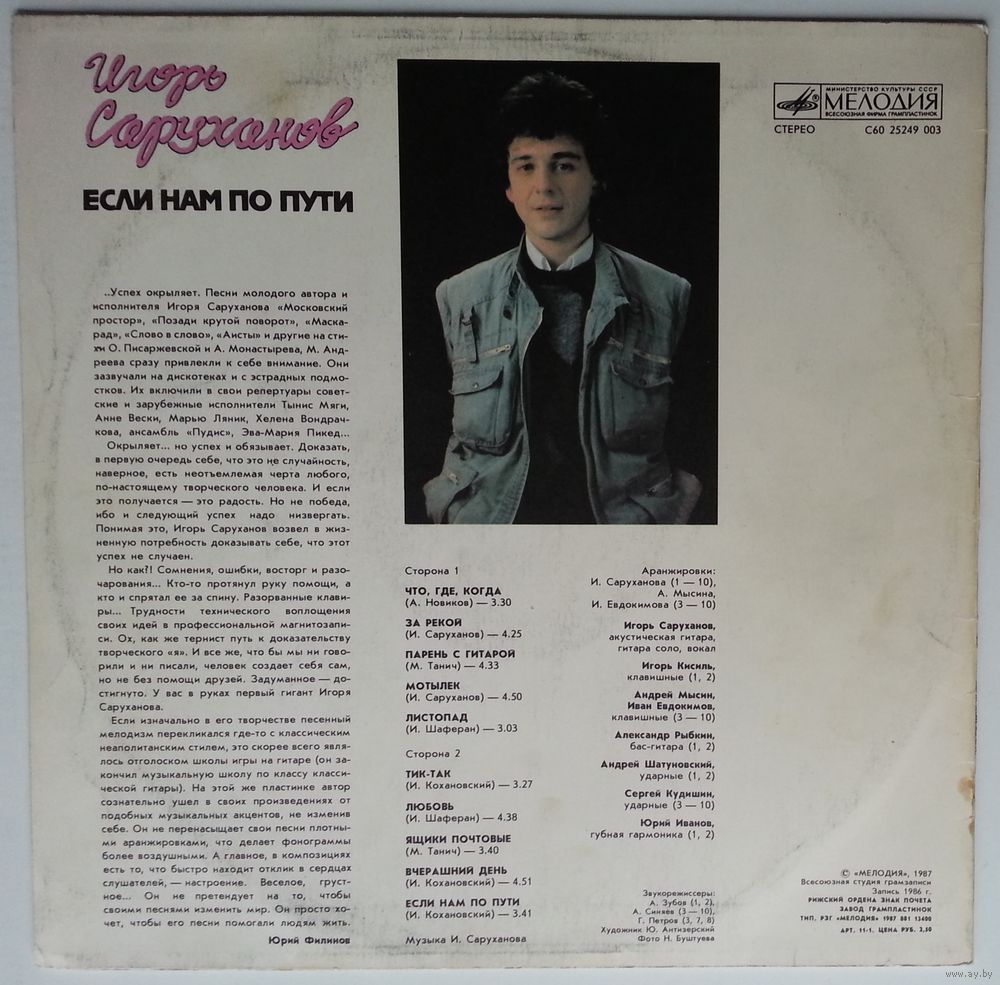 Игорь
Саруханов
ЕСЛИ НАМ ПО ПУТИ
МИНИСТЕРСТВО КУЛЬТУРЫ СССР
МЕЛОДИЯ
ВСЕСОЮЗНАЯ ФИРМА ГРАМПЛАСТИНОК
СТЕРЕО С60 25249 003
...Успех окрыляет. Песни молодого автора и
исполнителя Игоря Саруханова «Московский
простор», «Позади крутой поворот», «Маска-
рад», «Слово в слово», «Аисты» и другие на сти-
хи О. Писаржевской и А. Монастырева, М. Анд-
реева сразу привлекли к себе внимание. Они
зазвучали на дискотеках и с эстрадных подмо-
стков. Их включили в свои репертуары совет-
ские и зарубежные исполнители Тынис Мяги,
Анне Вески, Марью Ляник, Хелена Вондрач-
кова, ансамбль «Пудис», Эва-Мария Пикед...
Окрыляет... но успех и обязывает. Доказать,
в первую очередь себе, что это не случайность,
наверное, есть неотъемлемая черта любого,
по-настоящему творческого человека. И если
это получается — это радость. Но не победа,
ибо и следующий успех надо низвергать.
Понимая это, Игорь Саруханов возвел в жиз-
ненную потребность доказывать себе, что этот
успех не случаен.
Но как?! Сомнения, ошибки, восторг и разо-
чарования... Кто-то протянул руку помощи, а
кто и спрятал ее за спину. Разорванные клави-
ры... Трудности технического воплощения
своих идей в профессиональной магнитозапи-
си. Ох, как же тернист путь к доказательству
творческого «я». И все же, что бы мы ни гово-
рили и ни писали, человек создает себя сам,
но не без помощи друзей. Задуманное — до-
стигнуто. У вас в руках первый гигант Игоря
Саруханова.
Если изначально в его творчестве песенный
мелодизм перекликался где-то с классическим
неаполитанским стилем, это скорее всего явля-
лось отголоском школы игры на гитаре (он за-
кончил музыкальную школу по классу класси-
ческой гитары). На этой же пластинке автор
сознательно ушел в своих произведениях от
подобных музыкальных акцентов, не изменив
себе. Он не перенасыщает свои песни плотны-
ми аранжировками, что делает фонограммы
более воздушными. А главное, в композициях
есть то, что быстро находит отклик в сердцах
слушателей, — настроение. Веселое, груст-
ное... Он не претендует на то, чтобы
своими песнями изменить мир. Он просто хо-
чет, чтобы его песни помогали людям жить.
Юрий Филинов
Сторона 1
ЧТО, ГДЕ, КОГДА
(А. Новиков) — 3.30
ЗА РЕКОЙ
(И. Саруханов) — 4.25
ПАРЕНЬ С ГИТАРОЙ
(М. Танич) — 4.33
МОТЫЛЕК
(И. Саруханов) — 4.50
ЛИСТОПАД
(И. Шаферан) — 3.03
Сторона 2
ТИК-ТАК
(И. Кохановский) — 3.27
ЛЮБОВЬ
(И. Шаферан) — 4.38
ЯЩИКИ ПОЧТОВЫЕ
(М. Танич) — 3.40
ВЧЕРАШНИЙ ДЕНЬ
(И. Кохановский) — 4.51
ЕСЛИ НАМ ПО ПУТИ
(И. Кохановский) — 3.41
Музыка И. Саруханова
Аранжировки:
И. Саруханова (1 — 10),
А. Мысина,
И. Евдокимова (3 — 10)
Игорь Саруханов,
акустическая гитара,
гитара соло, вокал
Игорь Кисиль,
клавишные (1, 2)
Андрей Мысин,
Иван Евдокимов,
клавишные (3 — 10)
Александр Рыбкин,
бас-гитара (1, 2)
Андрей Шатуновский,
ударные (1, 2)
Сергей Кудишин,
ударные (3 — 10)
Юрий Иванов,
губная гармоника (1, 2)
Звукорежиссеры:
А. Зубов (1, 2),
А. Синяев (3 — 10),
Г. Петров (3, 7, 8)
Художник Ю. Антизерский
Фото Н. Буштуева
© «МЕЛОДИЯ», 1987
Всесоюзная студия грамзаписи
Запись 1986 г.
РИЖСКИЙ ОРДЕНА ЗНАК ПОЧЕТА
ЗАВОД ГРАМПЛАСТИНОК
ТИП. РЗГ «МЕЛОДИЯ» 1987 801 13400
АРТ. 11-1. ЦЕНА РУБ. 2,50
www.ay.by